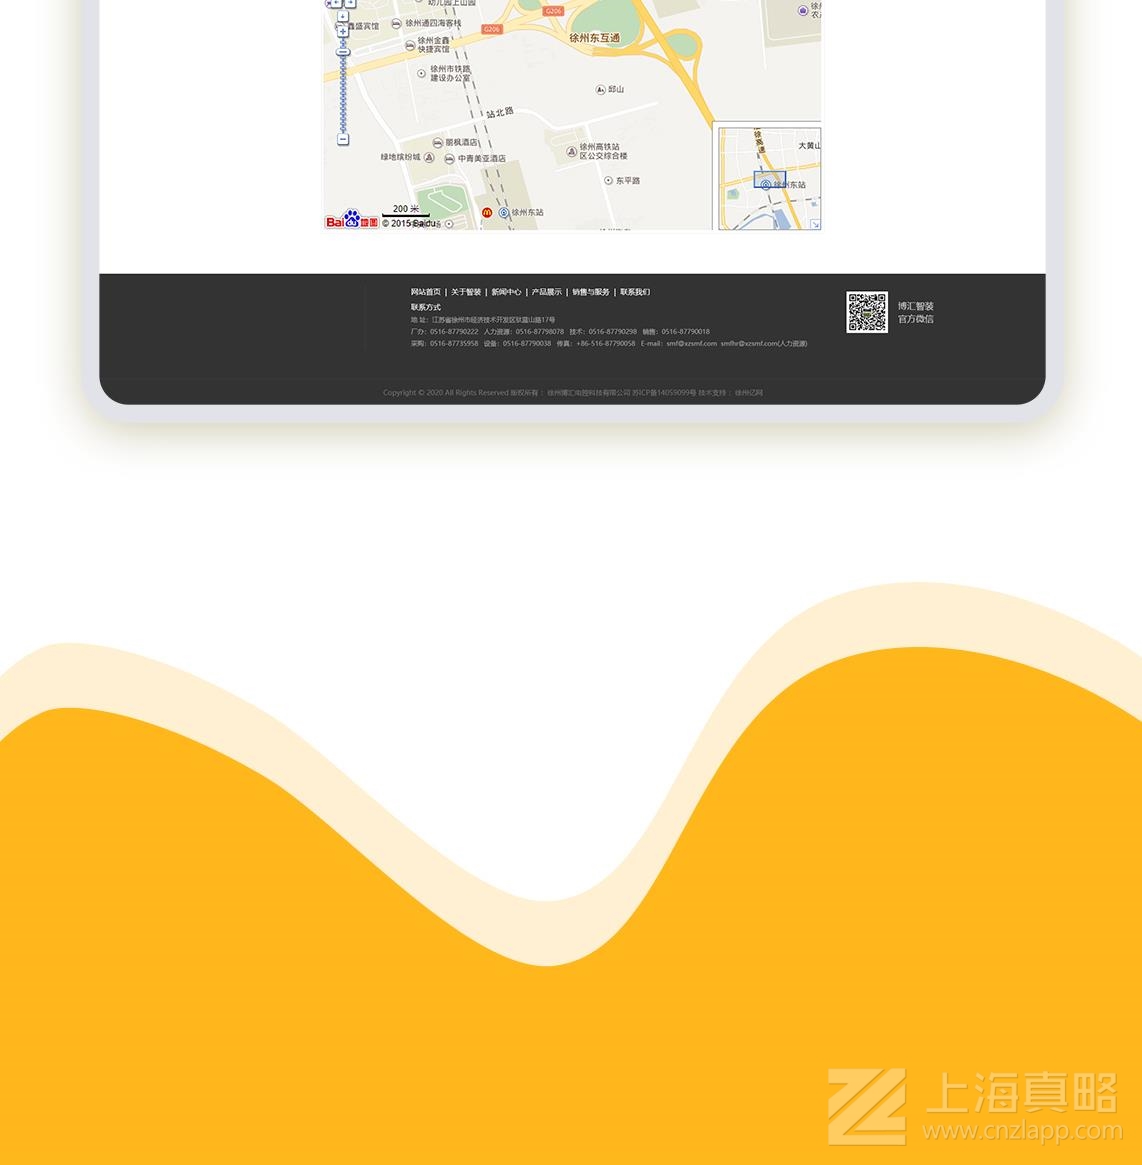 幼儿园上山园
鑫盛宾馆
徐州通四海客栈
G206
G206
徐州东互通
徐州金鑫
快捷宾馆
徐州市铁路
建设办公室
邱山
站北路
丽枫酒店
绿地缤纷城
中青美亚酒店
徐州高铁站
区公交综合楼
东平路
大黄山
徐州东站
200 米
徐州东站
Bai 地图
© 2015 Baidu
网站首页 | 关于智装 | 新闻中心 | 产品展示 | 销售与服务 | 联系我们
联系方式
地 址：江苏省徐州市经济技术开发区驮蓝山路17号
厂办：0516-87790222 人力资源：0516-87798078 技术：0516-87790298 销售：0516-87790018
采购：0516-87735958 设备：0516-87790038 传真：+86-516-87790058 E-mail：smf@xzsmf.com smfhr@xzsmf.com(人力资源)
博汇智装
官方微信
Copyright © 2020 All Rights Reserved 版权所有： 徐州博汇电控科技有限公司 苏ICP备14059099号 技术支持： 徐州亿网
上海真略
www.cnzlapp.com